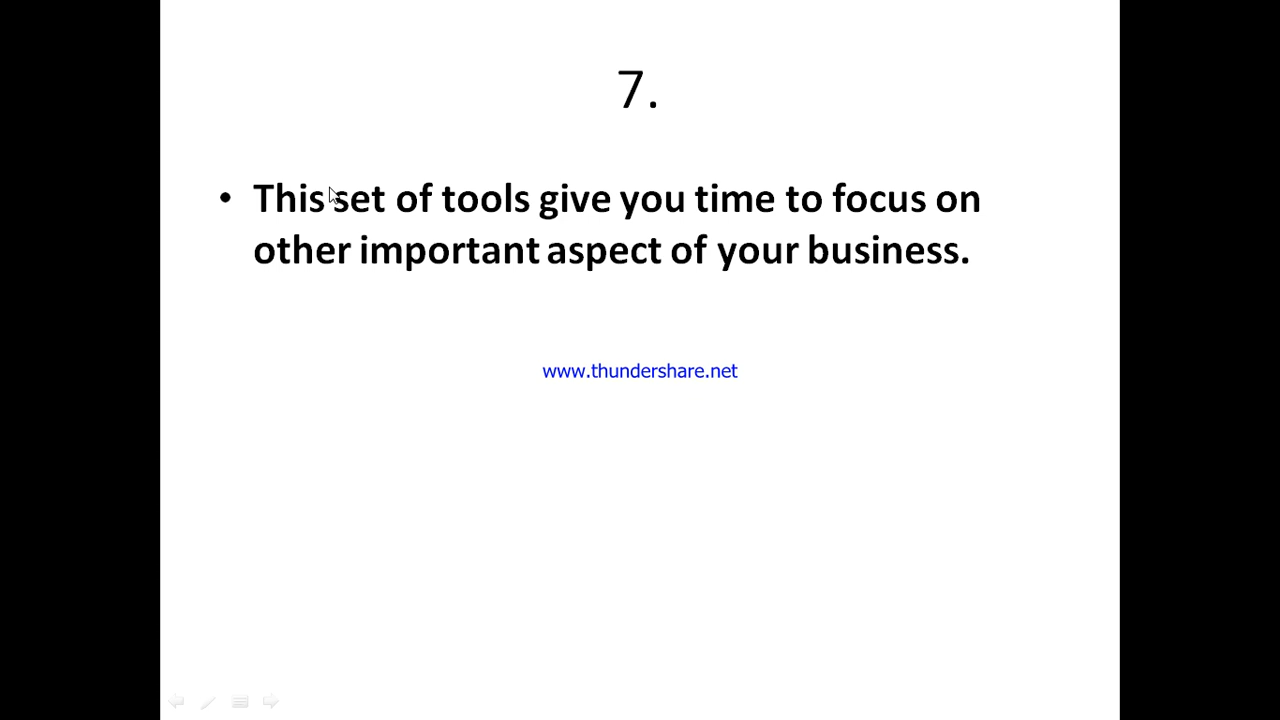 7.
• This set of tools give you time to focus on
other important aspect of your business.
www.thundershare.net